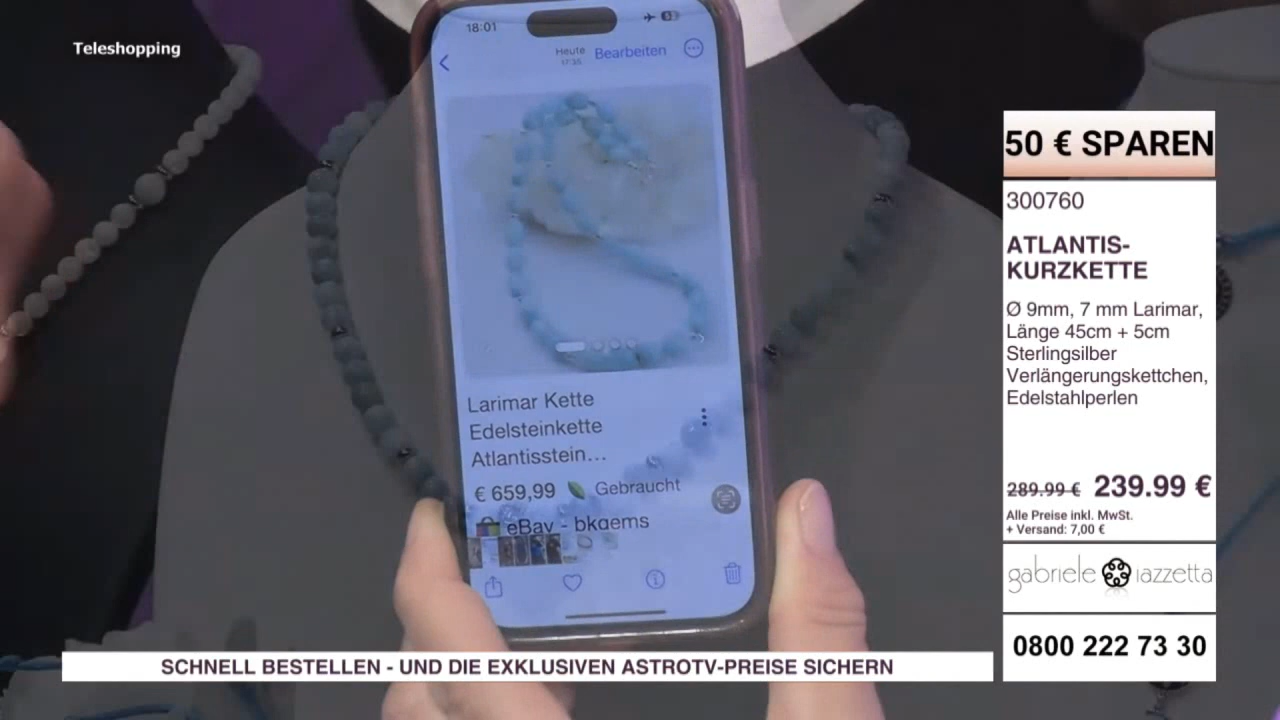 Teleshopping
18:01
Heute
17:35
Bearbeiten
Larimar Kette
Edelsteinkette
Atlantisstein...
€ 659,99
Gebraucht
eBay - bkgems
50 € SPAREN
300760
ATLANTIS-
KURZKETTE
Ø 9mm, 7 mm Larimar,
Länge 45cm + 5cm
Sterlingsilber
Verlängerungskettchen,
Edelstahlperlen
289.99 € 239.99 €
Alle Preise inkl. MwSt.
+ Versand: 7,00 €
gabriele iazzetta
0800 222 73 30
SCHNELL BESTELLEN - UND DIE EXKLUSIVEN ASTROTV-PREISE SICHERN